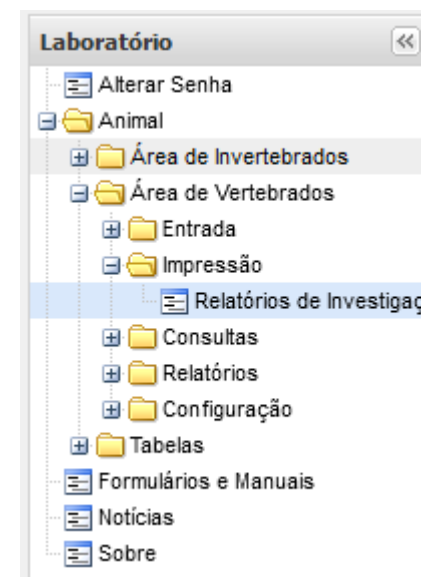 Laboratório
Alterar Senha
Animal
Área de Invertebrados
Área de Vertebrados
Entrada
Impressão
Relatórios de
Consultas
Relatórios
Configuração
Tabelas
Formulários e Manuais
Notícias
Sobre